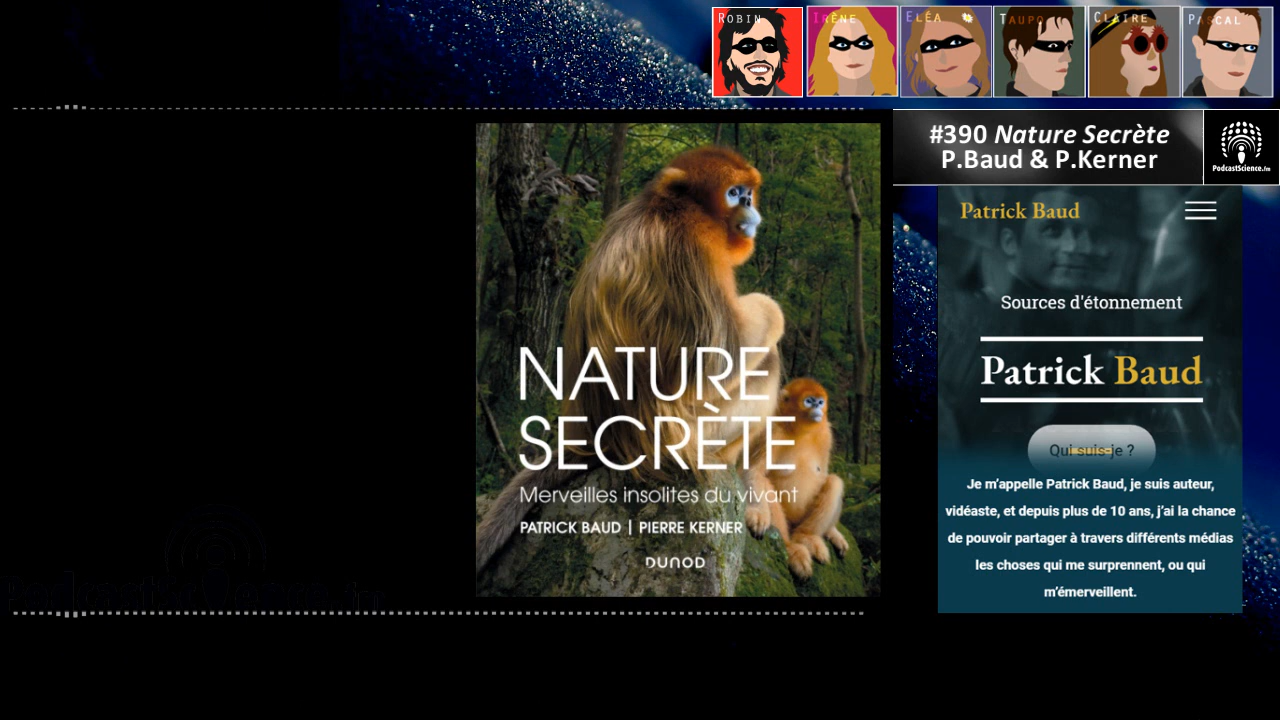 ROBIN
IRÈNE
ELÉA
TAUPO
CLAIRE
PASCAL
#390 Nature Secrète
P.Baud & P.Kerner
PodcastScience.fm
Patrick Baud
Sources d'étonnement
Patrick Baud
Qui suis-je ?
Je m'appelle Patrick Baud, je suis auteur,
vidéaste, et depuis plus de 10 ans, j'ai la chance
de pouvoir partager à travers différents médias
les choses qui me surprennent, ou qui
m'émerveillent.
NATURE
SECRÈTE
Merveilles insolites du vivant
PATRICK BAUD | PIERRE KERNER
DUNOD